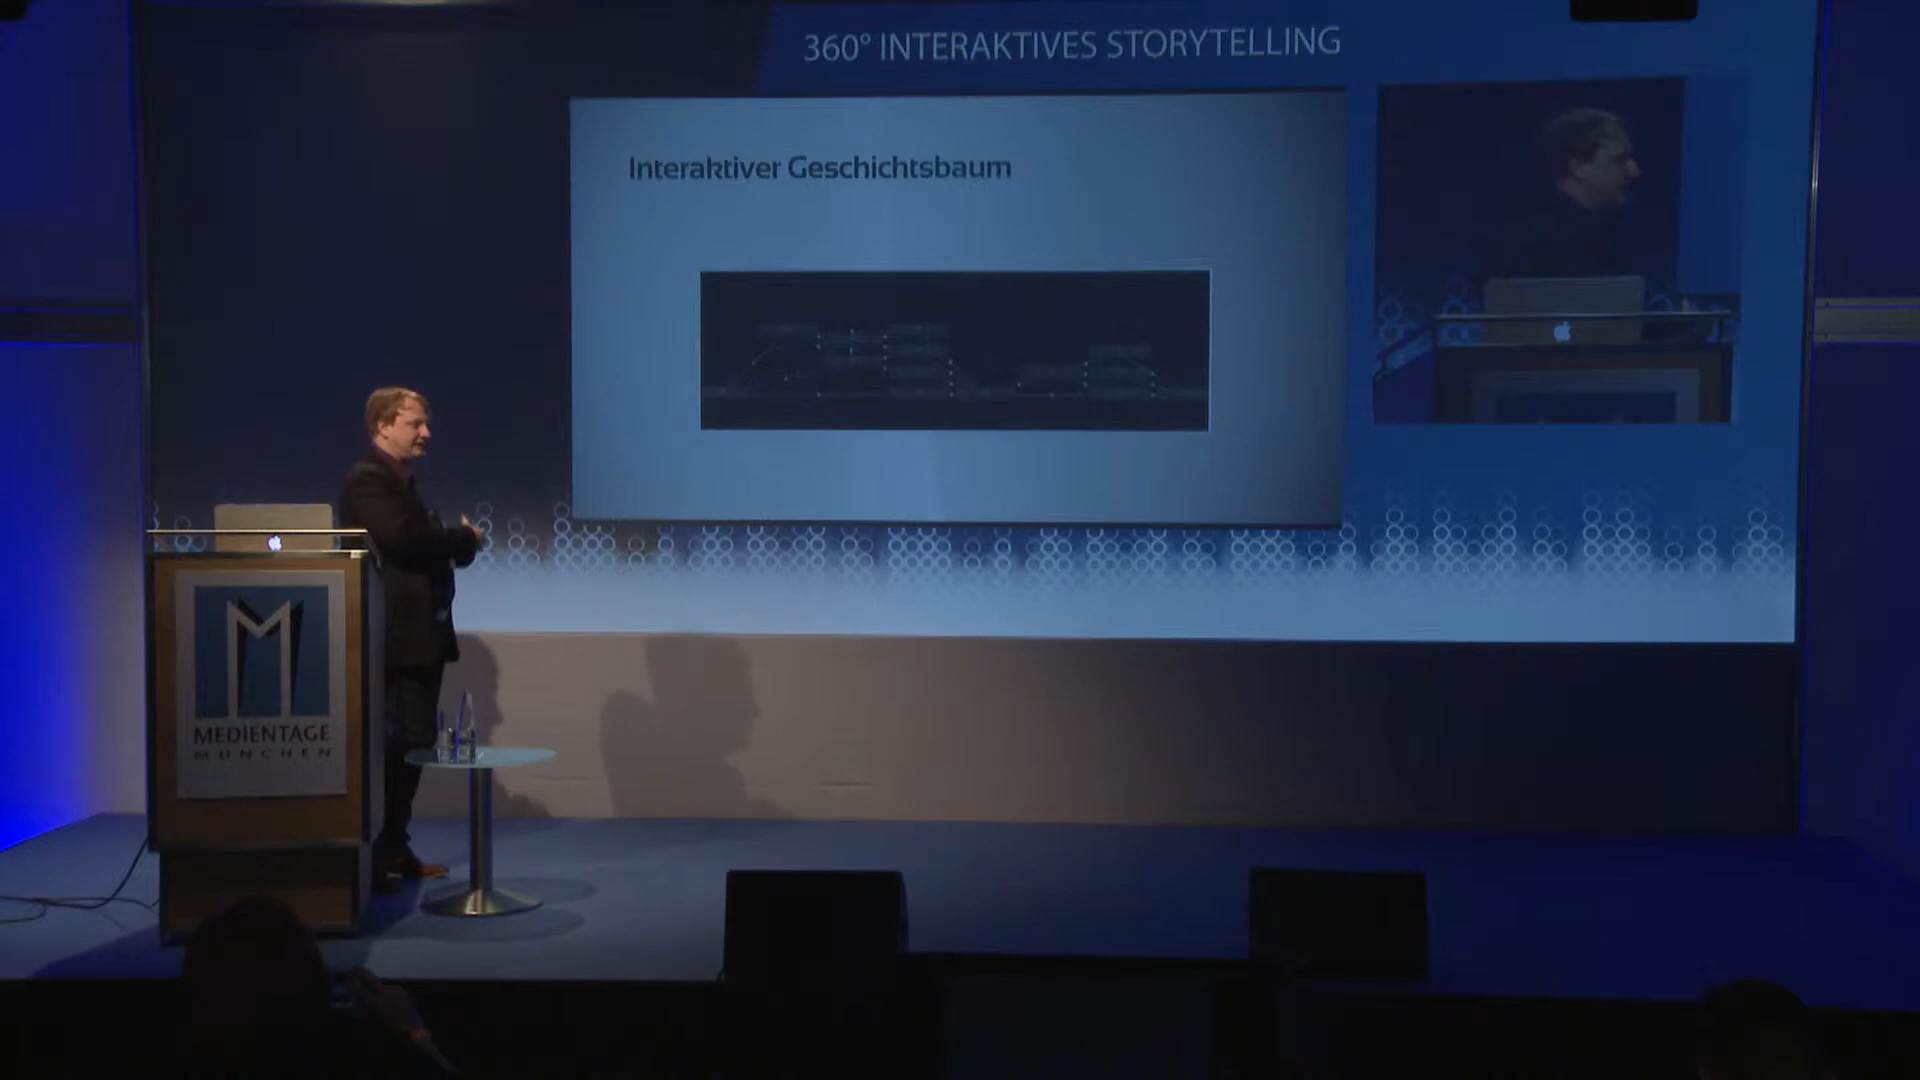 360° INTERAKTIVES STORYTELLING
Interaktiver Geschichtsbaum
MEDIENTAGE
MÜNCHEN